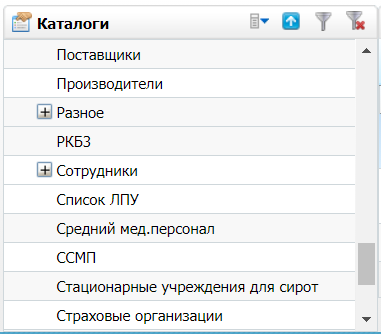 Каталоги
Поставщики
Производители
Разное
РКБЗ
Сотрудники
Список ЛПУ
Средний мед.персонал
ССМП
Стационарные учреждения для сирот
Страховые организации